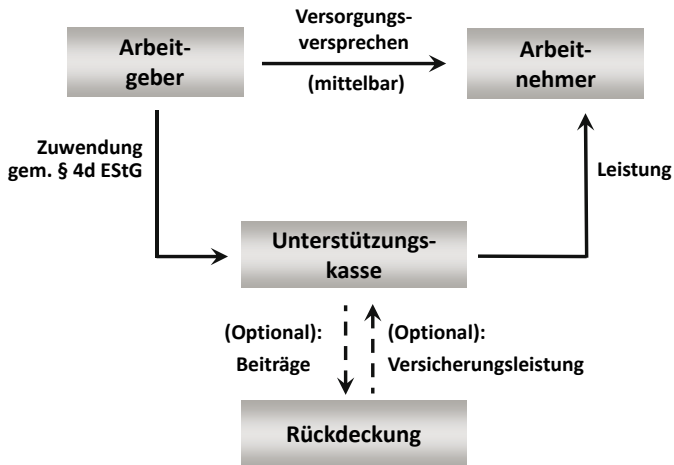 Versorgungs-
versprechen
(mittelbar)
Arbeit-
geber
Arbeit-
nehmer
Zuwendung
gem. § 4d EStG
Leistung
Unterstützungs-
kasse
(Optional):
Beiträge
(Optional):
Versicherungsleistung
Rückdeckung